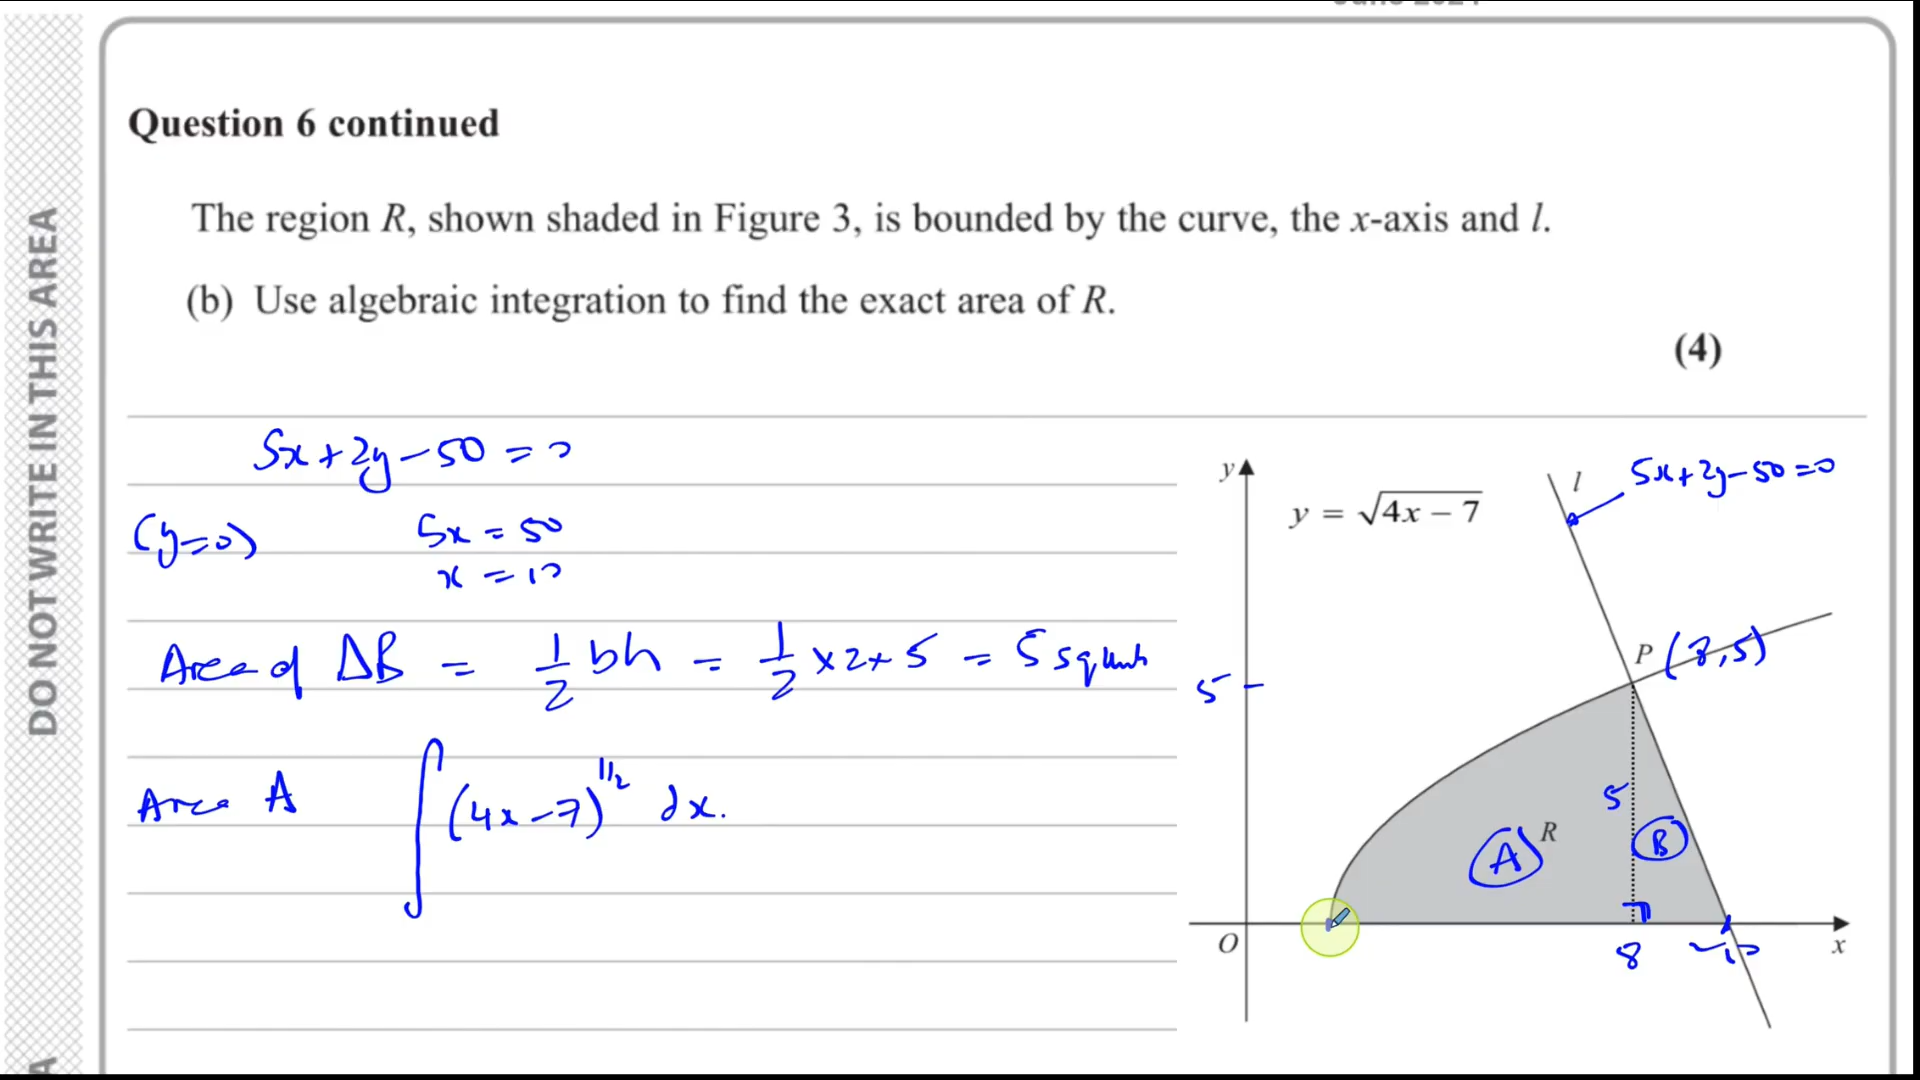 DO NOT WRITE IN THIS AREA
Question 6 continued
The region R, shown shaded in Figure 3, is bounded by the curve, the x-axis and l.
(b) Use algebraic integration to find the exact area of R.
(4)
5x + 2y - 50 = 0
(y=0) 5x = 50
x = 10
Area of ΔB = 1/2 bh = 1/2 × 2 × 5 = 5 sq units
Area A ∫ (4x - 7)^1/2 dx.
y
y = √4x − 7
l
5x + 2y - 50 = 0
P (8,5)
5
5
A
R
B
O
8
10
x
A